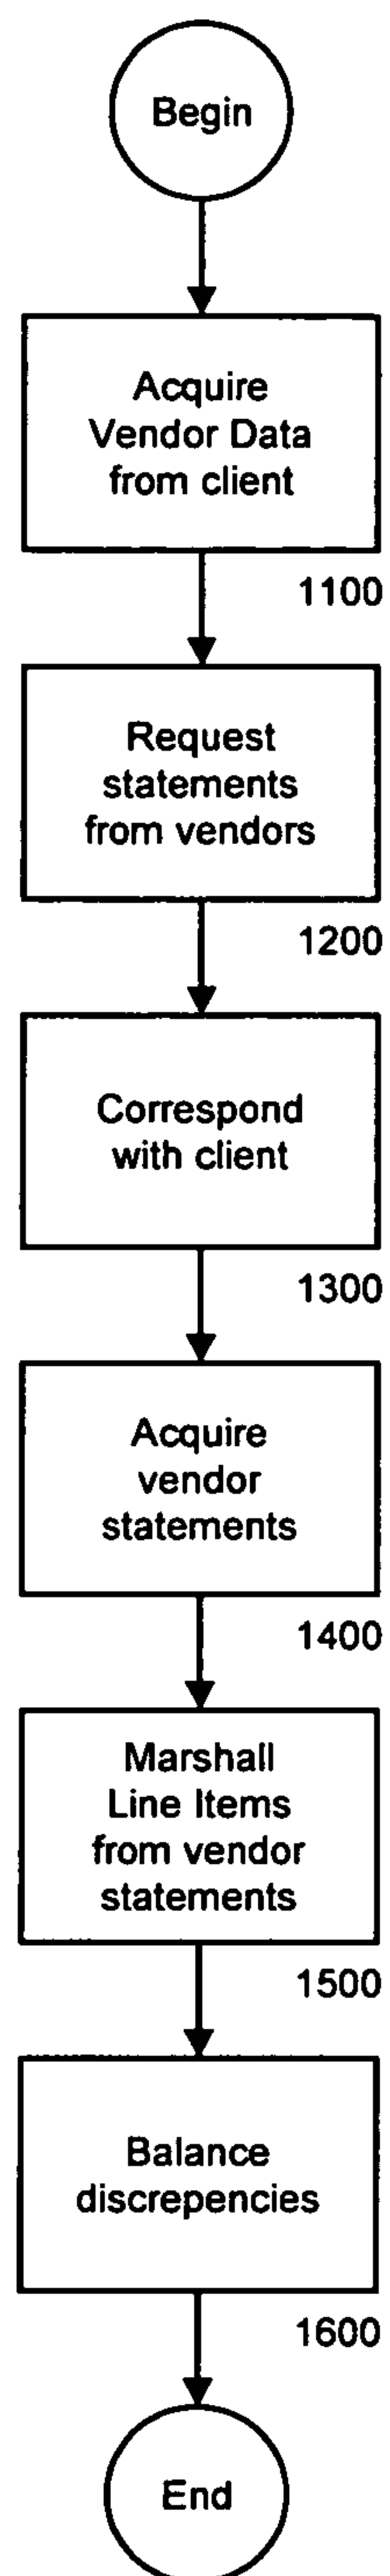 Begin
Acquire
Vendor Data
from client
1100
Request
statements
from vendors
1200
Correspond
with client
1300
Acquire
vendor
statements
1400
Marshall
Line Items
from vendor
statements
1500
Balance
discrepencies
1600
End